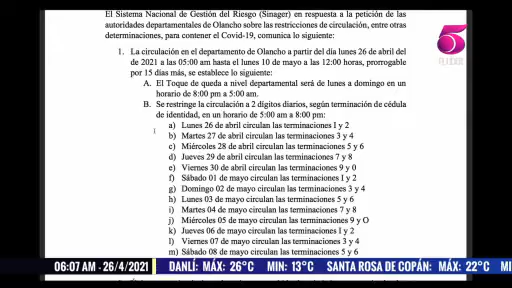 El Sistema Nacional de Gestión del Riesgo (Sinager) en respuesta a la petición de las
autoridades departamentales de Olancho sobre las restricciones de circulación, entre otras
determinaciones, para contener el Covid-19, comunica lo siguiente:
1. La circulación en el departamento de Olancho a partir del día lunes 26 de abril del
de 2021 a las 05:00 am hasta el lunes 10 de mayo a las 12:00 horas, prorrogable
por 15 días más, se establece lo siguiente:
A. El Toque de queda a nivel departamental será de lunes a domingo en un
horario de 8:00 pm a 5:00 am.
B. Se restringe la circulación a 2 dígitos diarios, según terminación de cédula
de identidad, en un horario de 5:00 am a 8:00 pm:
a) Lunes 26 de abril circulan las terminaciones 1 y 2
b) Martes 27 de abril circulan las terminaciones 3 y 4
c) Miércoles 28 de abril circulan las terminaciones 5 y 6
d) Jueves 29 de abril circulan las terminaciones 7 y 8
e) Viernes 30 de abril circulan las terminaciones 9 y 0
f) Sábado 01 de mayo circulan las terminaciones 1 y 2
g) Domingo 02 de mayo circulan las terminaciones 3 y 4
h) Lunes 03 de mayo circulan las terminaciones 5 y 6
i) Martes 04 de mayo circulan las terminaciones 7 y 8
j) Miércoles 05 de mayo circulan las terminaciones 9 y O
k) Jueves 06 de mayo circulan las terminaciones 1 y 2
l) Viernes 07 de mayo circulan las terminaciones 3 y 4
m) Sábado 08 de mayo circulan las terminaciones 5 y 6
5
06:07 AM - 26/4/2021 DANLÍ: MÁX: 26°C MIN: 13°C SANTA ROSA DE COPÁN: MÁX: 22°C MI